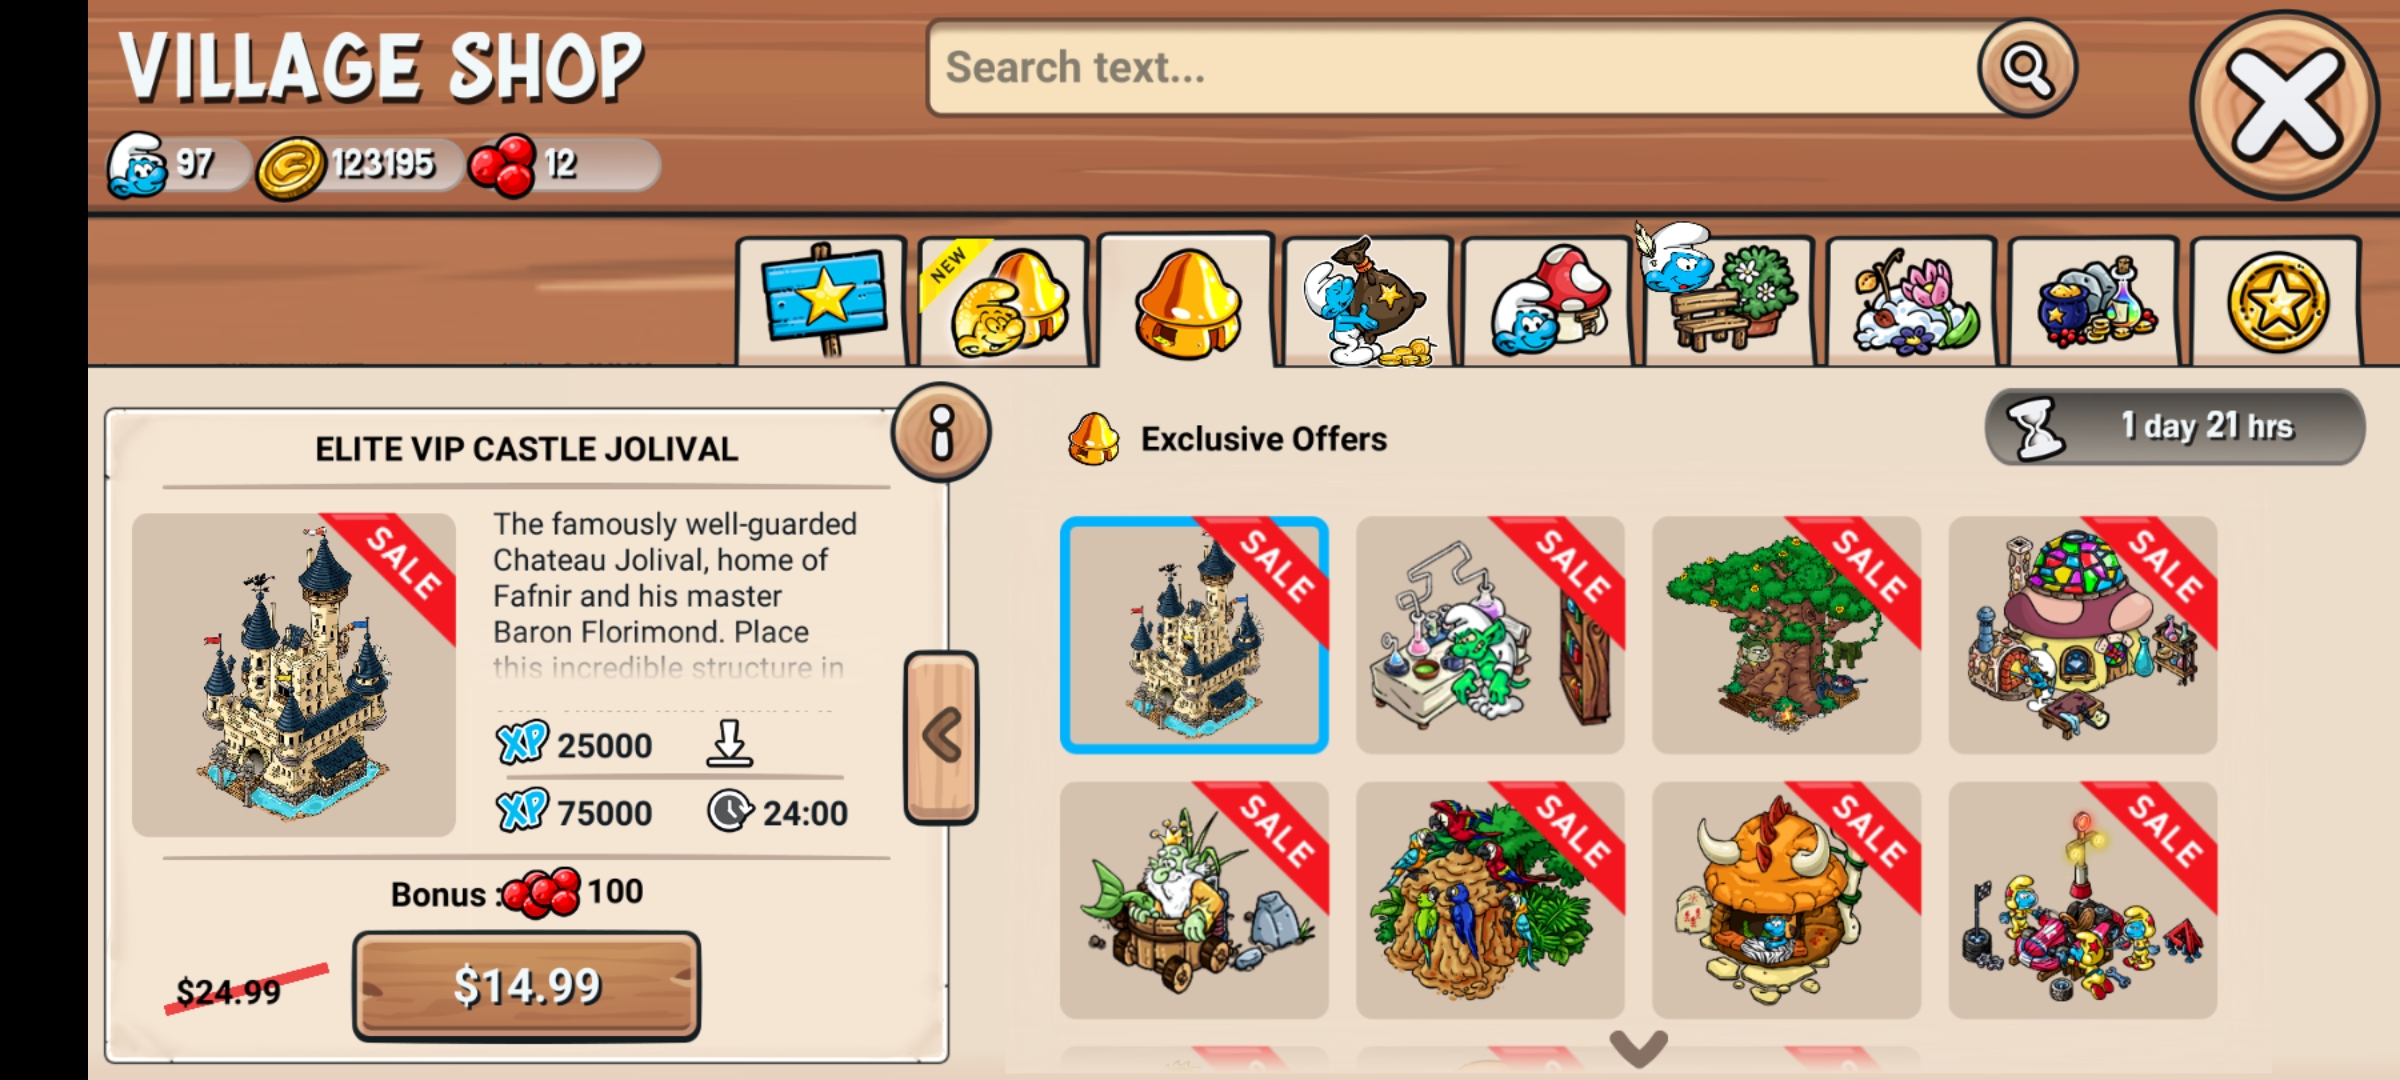 VILLAGE SHOP
Search text...
97
123195
12
NEW
ELITE VIP CASTLE JOLIVAL
SALE
The famously well-guarded
Chateau Jolival, home of
Fafnir and his master
Baron Florimond. Place
this incredible structure in
XP 25000
XP 75000
24:00
Bonus : 100
$24.99
$14.99
Exclusive Offers
1 day 21 hrs
SALE
SALE
SALE
SALE
SALE
SALE
SALE
SALE